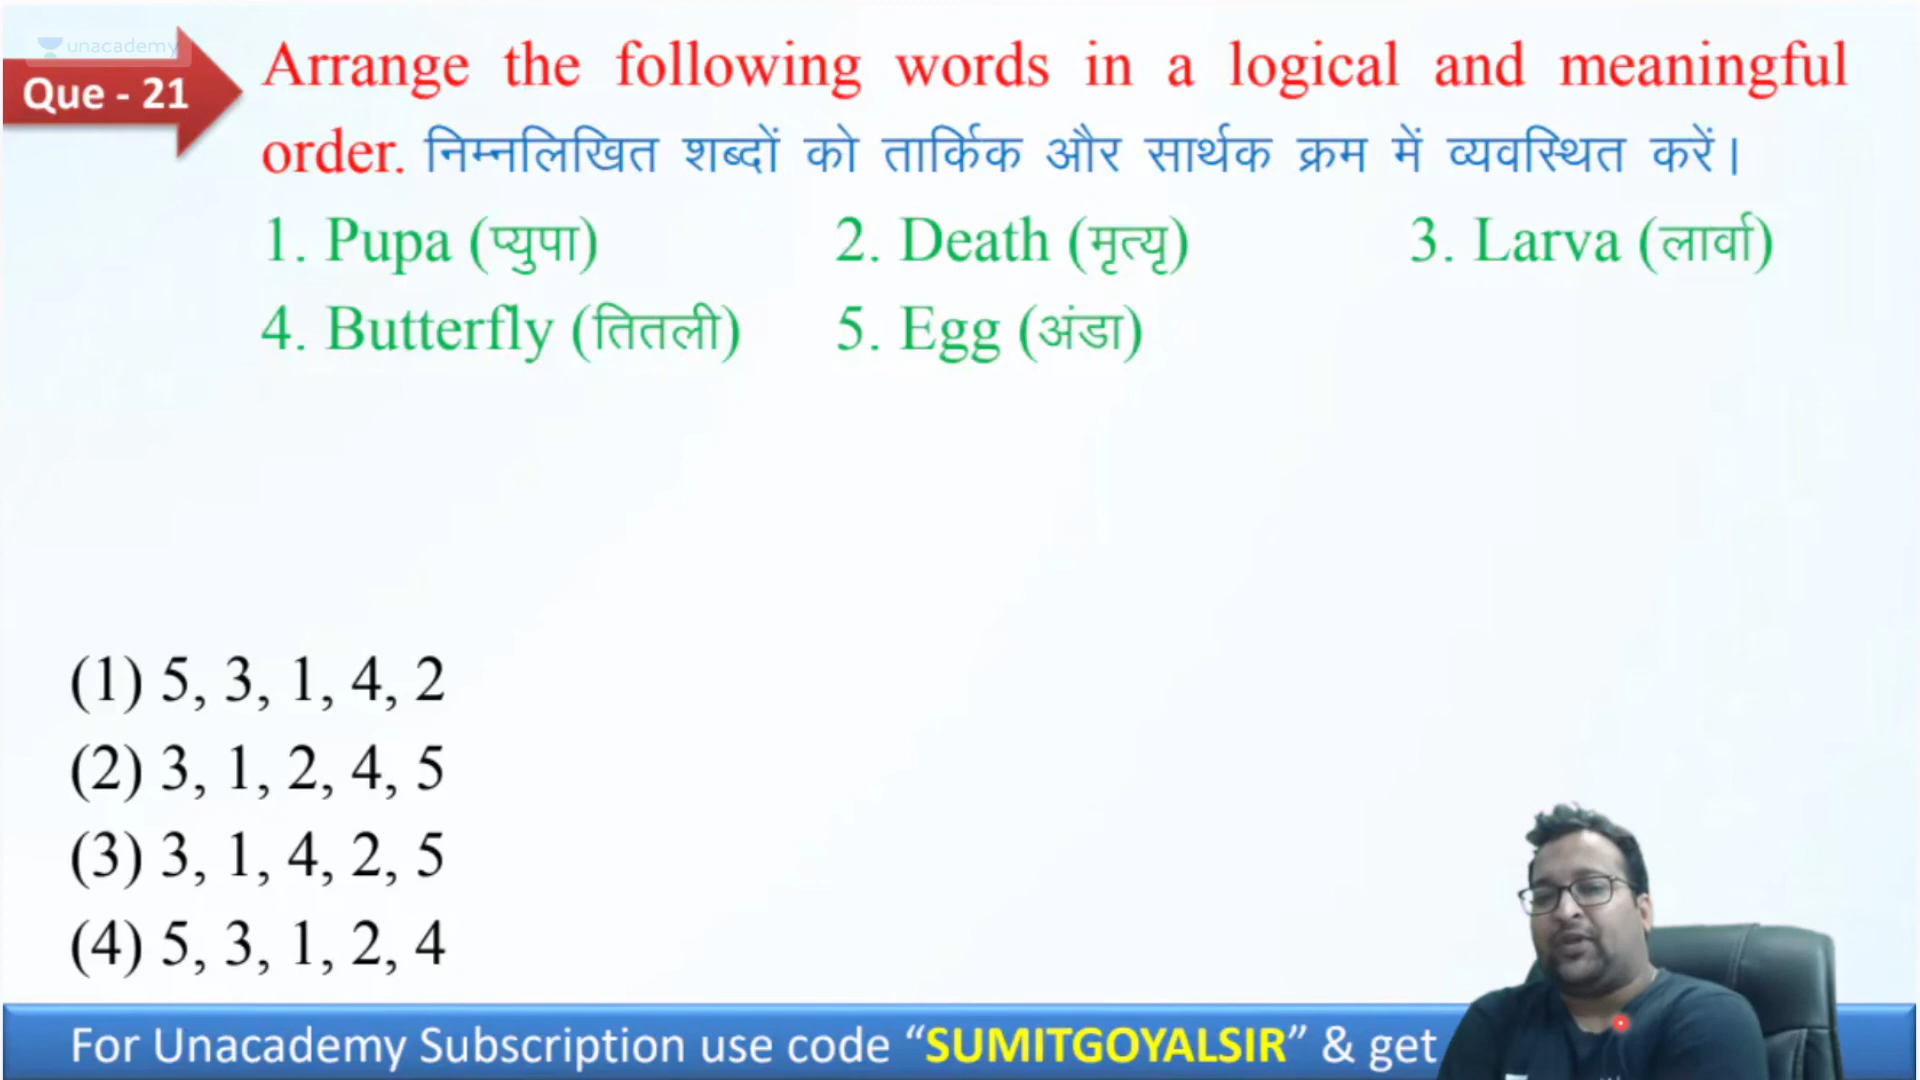 unacademy
Que - 21
Arrange the following words in a logical and meaningful
order. निम्नलिखित शब्दों को तार्किक और सार्थक क्रम में व्यवस्थित करें।
1. Pupa (प्युपा) 2. Death (मृत्यृ) 3. Larva (लार्वा)
4. Butterfly (तितली) 5. Egg (अंडा)
(1) 5, 3, 1, 4, 2
(2) 3, 1, 2, 4, 5
(3) 3, 1, 4, 2, 5
(4) 5, 3, 1, 2, 4
For Unacademy Subscription use code “SUMITGOYALSIR” & get